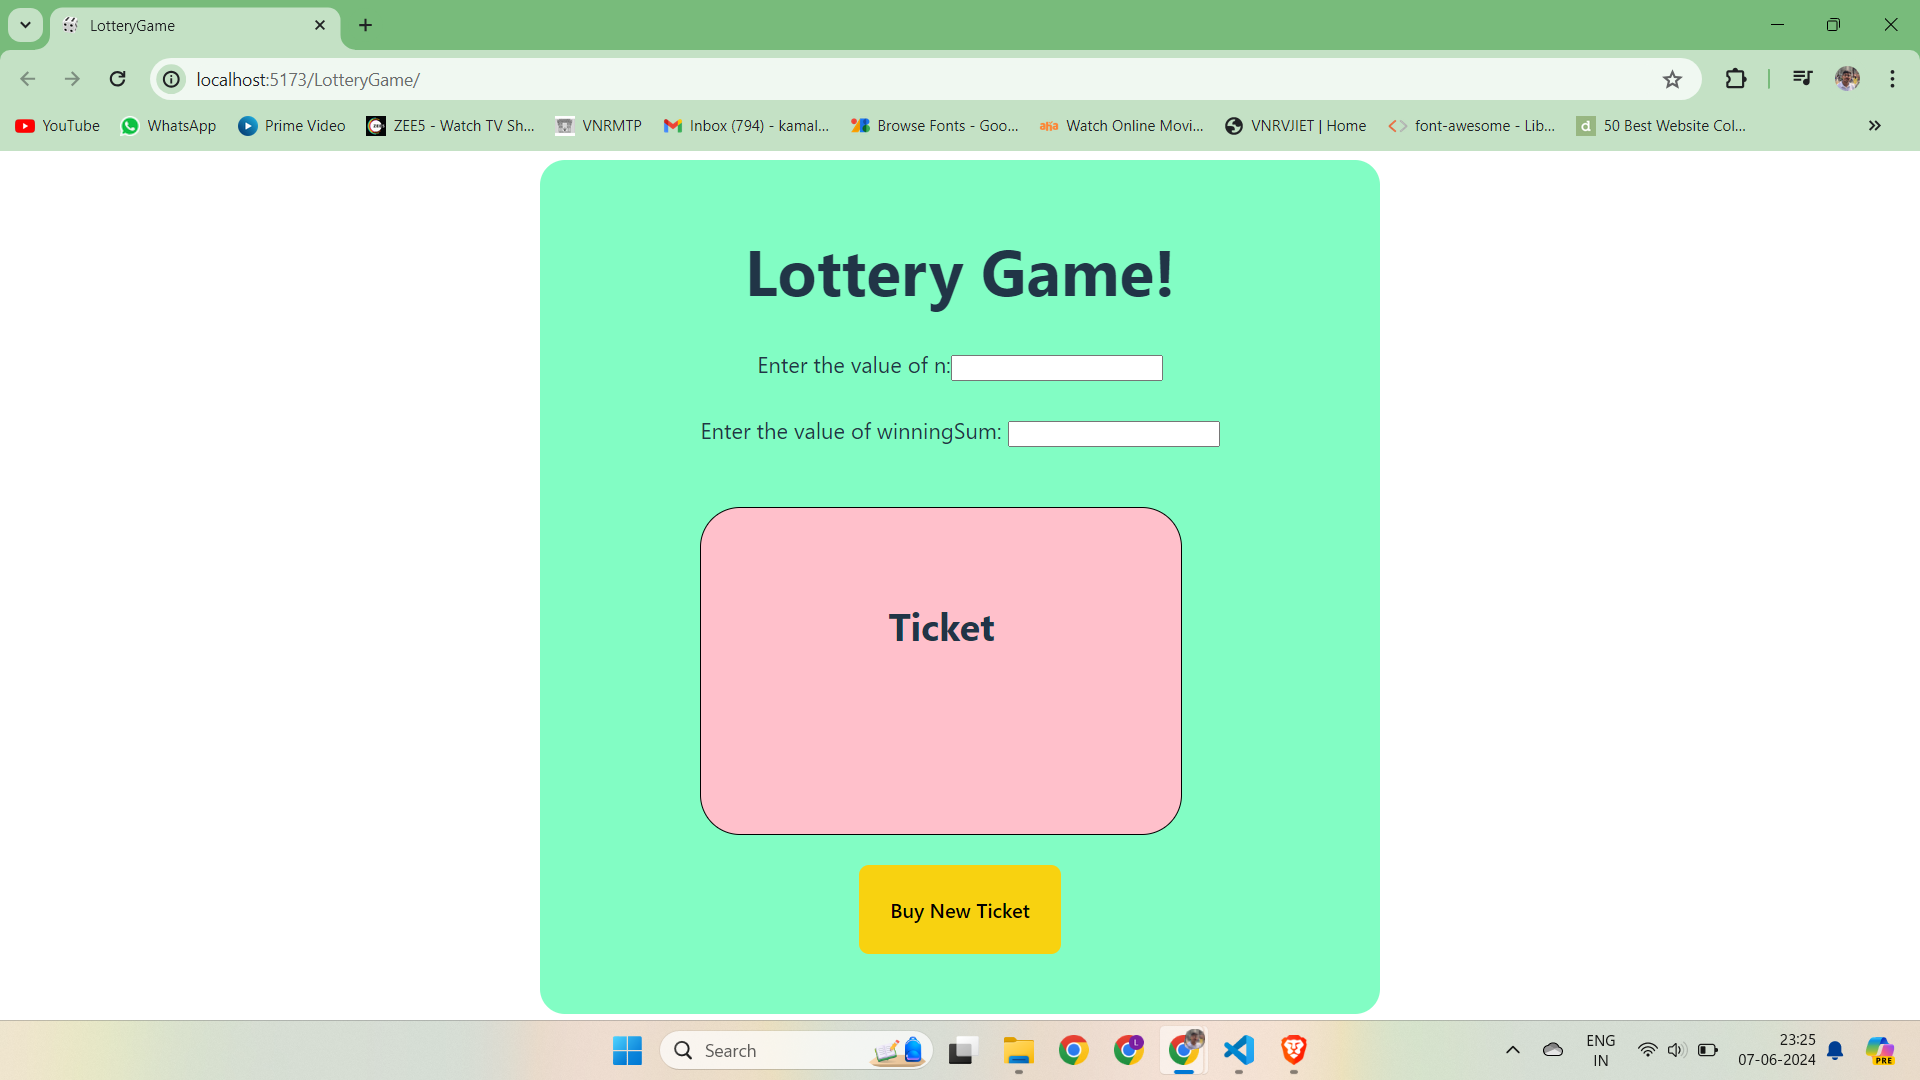 LotteryGame
localhost:5173/LotteryGame/
YouTube WhatsApp Prime Video ZEE5 - Watch TV Sh... VNRMTP Inbox (794) - kamal... Browse Fonts - Goo... aha Watch Online Movi... VNRVJIET | Home font-awesome - Lib... d 50 Best Website Col...
Lottery Game!
Enter the value of n:
Enter the value of winningSum:
Ticket
Buy New Ticket
Search
L
ENG
IN
23:25
07-06-2024
PRE